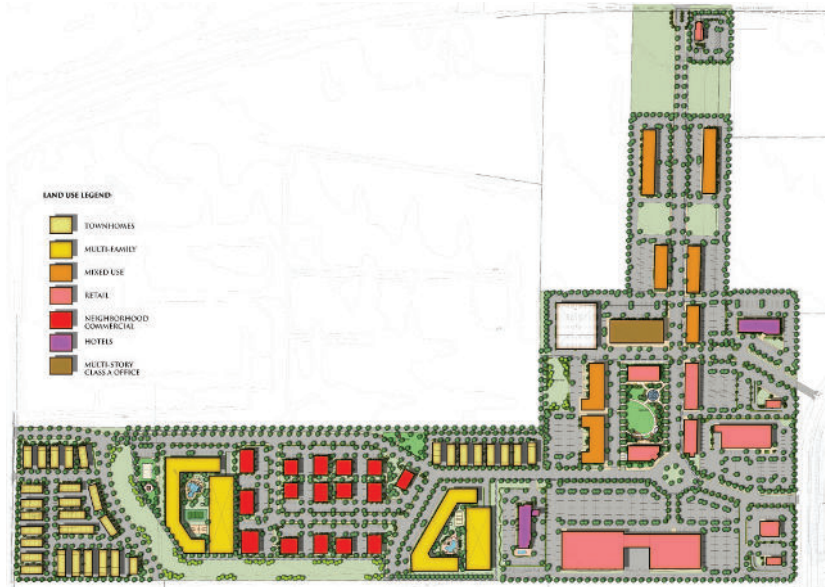 LAND USE LEGEND:
TOWNHOMES
MULTI-FAMILY
MIXED USE
RETAIL
NEIGHBORHOOD
COMMERCIAL
HOTELS
MULTI-STORY
CLASS A OFFICE